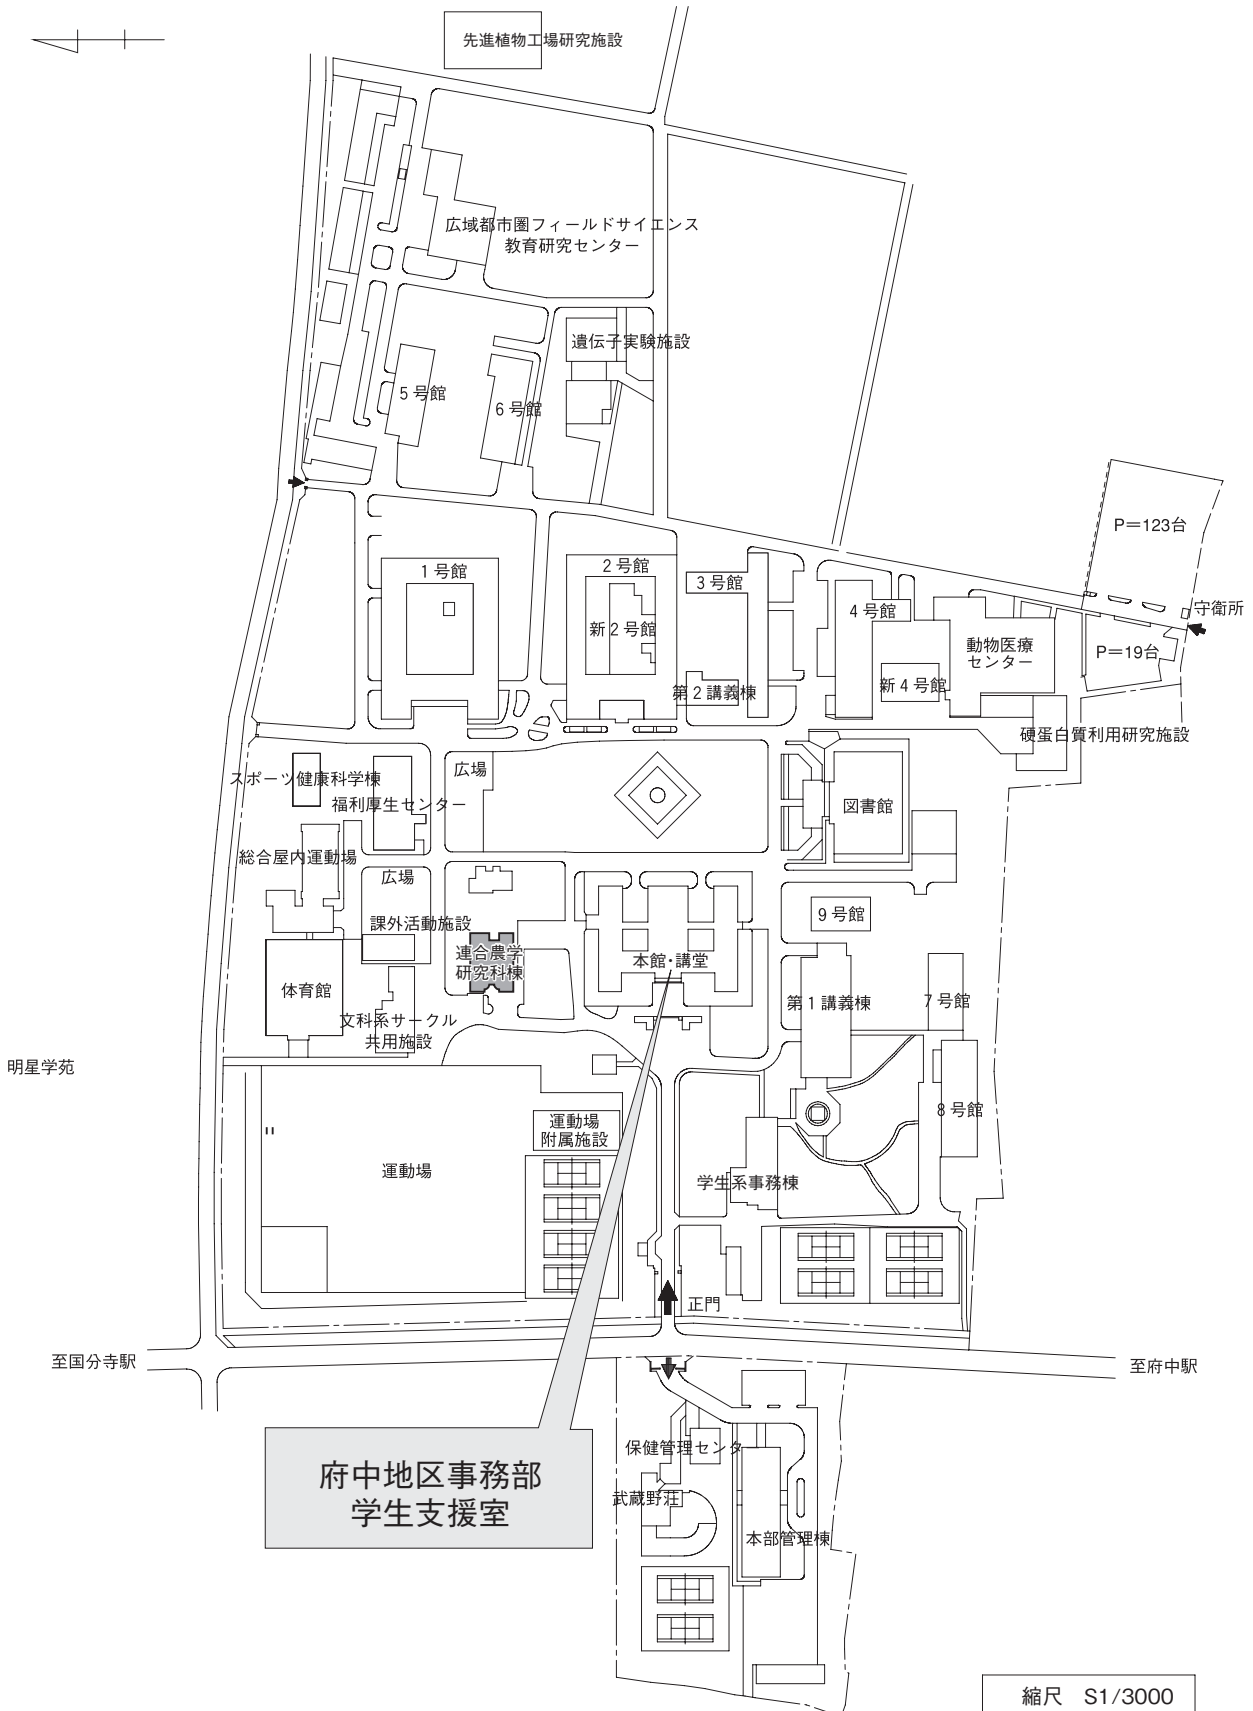 先進植物工場研究施設
広域都市圏フィールドサイエンス
教育研究センター
遺伝子実験施設
5号館
6号館
P＝123台
1号館
2号館
3号館
4号館
守衛所
新2号館
動物医療
センター
P＝19台
第2講義棟
新4号館
硬蛋白質利用研究施設
スポーツ健康科学棟
広場
福利厚生センター
図書館
総合屋内運動場
広場
9号館
課外活動施設
連合農学
研究科棟
本館・講堂
体育館
第1講義棟
7号館
文科系サークル
共用施設
明星学苑
8号館
運動場
附属施設
運動場
学生系事務棟
正門
至国分寺駅
至府中駅
保健管理センタ
府中地区事務部
学生支援室
武蔵野荘
本部管理棟
縮尺 S1/3000